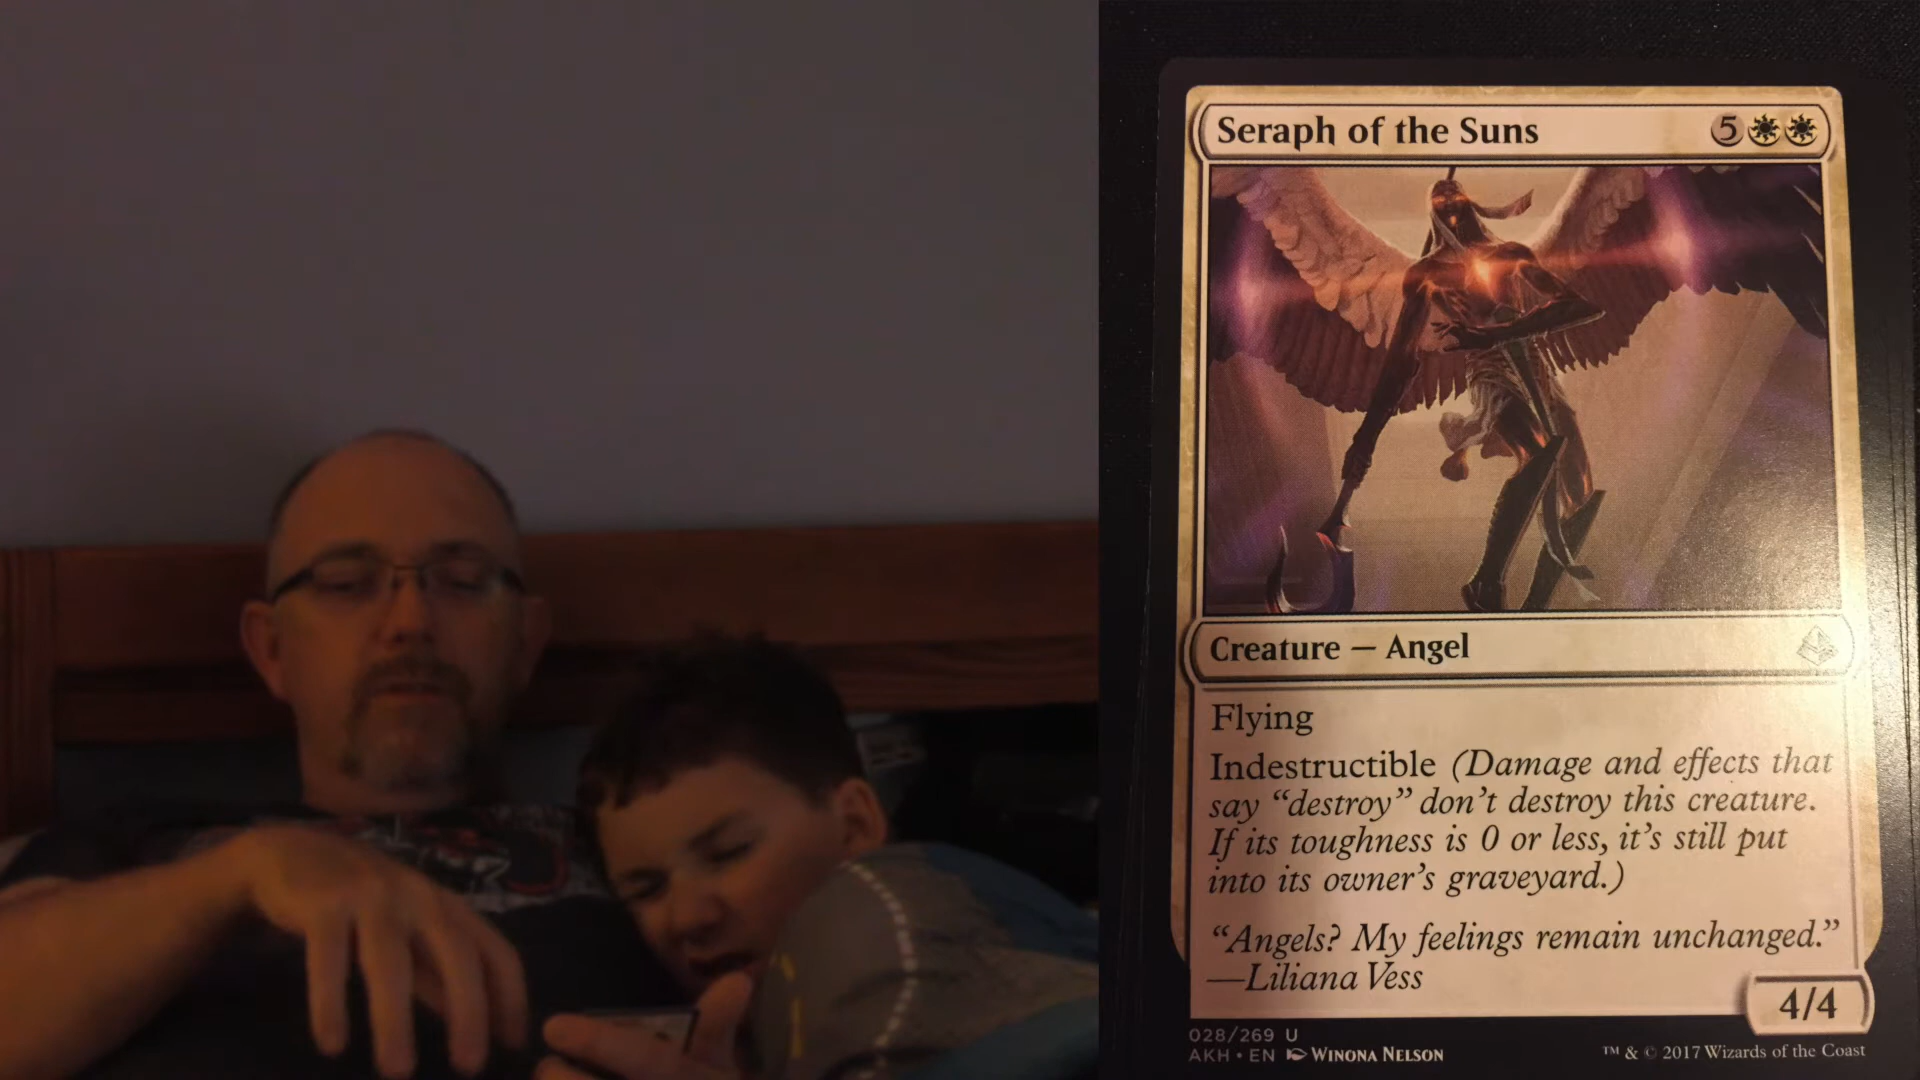 Seraph of the Suns 5
Creature — Angel
Flying
Indestructible (Damage and effects that
say “destroy” don’t destroy this creature.
If its toughness is 0 or less, it’s still put
into its owner’s graveyard.)
“Angels? My feelings remain unchanged.”
—Liliana Vess
4/4
028/269 U
AKH • EN Winona Nelson
™ & © 2017 Wizards of the Coast